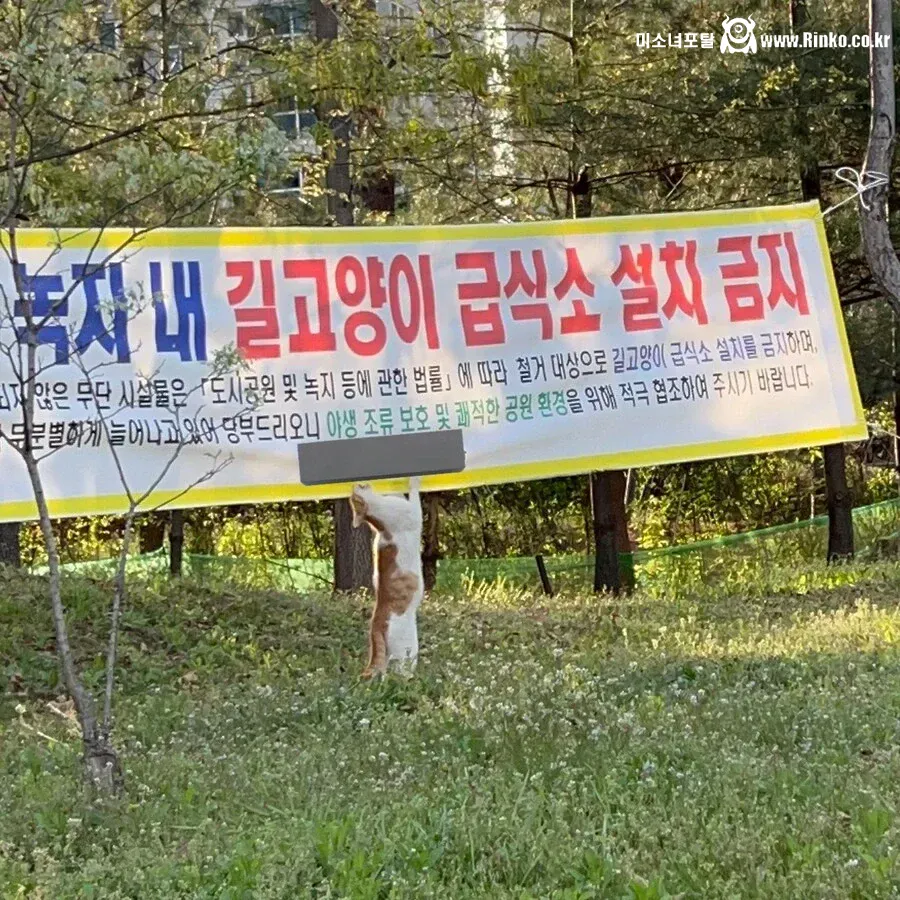 미소녀포탈 www.Rinko.co.kr
녹지 내 길고양이 급식소 설치 금지
않은 무단 시설물은 「도시공원 및 녹지 등에 관한 법률」에 따라 철거 대상으로 길고양이 급식소 설치를 금지하며,
무분별하게 늘어나고 있어 당부드리오니 야생 조류 보호 및 쾌적한 공원 환경을 위해 적극 협조하여 주시기 바랍니다.